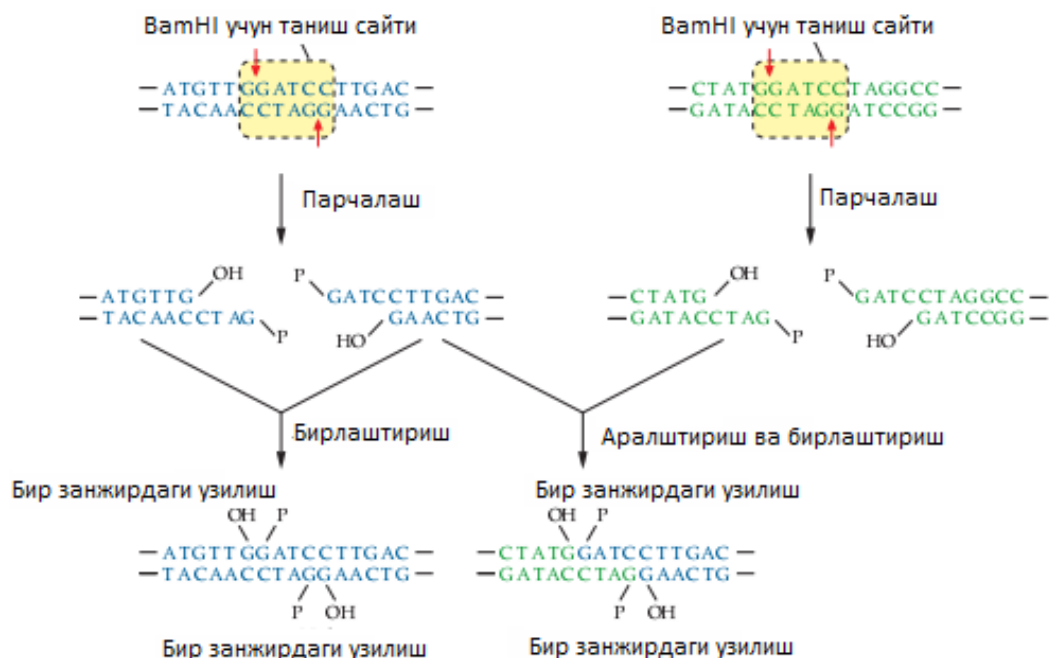 BamHI учун таниш сайти
BamHI учун таниш сайти
— ATGTTGGATCCTTGAC —
— TACAACCTAGGAACTG —
— CTATGGATCCTAGGCC —
— GATACCTAGGATCCGG —
Парчалаш
Парчалаш
OH
— ATGTTG
— TACAACCTAG
P
P
GATCCTTGAC —
GAACTG —
HO
OH
— CTATG
— GATACCTAG
P
P
GATCCTAGGCC —
GATCCGG —
HO
Бирлаштириш
Аралштириш ва бирлаштириш
Бир занжирдаги узилиш
Бир занжирдаги узилиш
OH P
— ATGTTGGATCCTTGAC —
— TACAACCTAGGAACTG —
P OH
OH P
— CTATGGATCCTTGAC —
— GATACCTAGGAACTG —
P OH
Бир занжирдаги узилиш
Бир занжирдаги узилиш